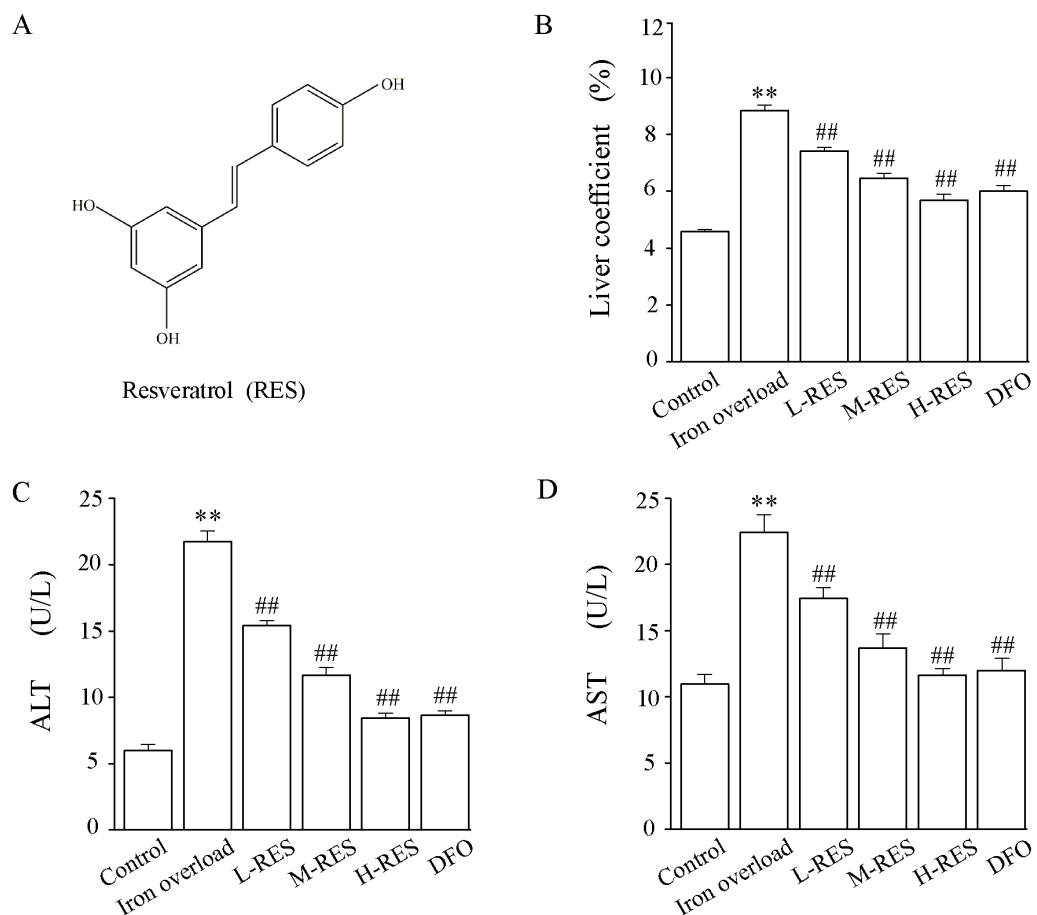 A
OH
HO
OH
Resveratrol (RES)
B
Liver coefficient (%)
12
10
8
6
4
2
0
**
##
##
##
##
Control
Iron overload
L-RES
M-RES
H-RES
DFO
C
ALT (U/L)
25
20
15
10
5
0
**
##
##
##
##
Control
Iron overload
L-RES
M-RES
H-RES
DFO
D
AST (U/L)
25
20
15
10
5
0
**
##
##
##
##
Control
Iron overload
L-RES
M-RES
H-RES
DFO